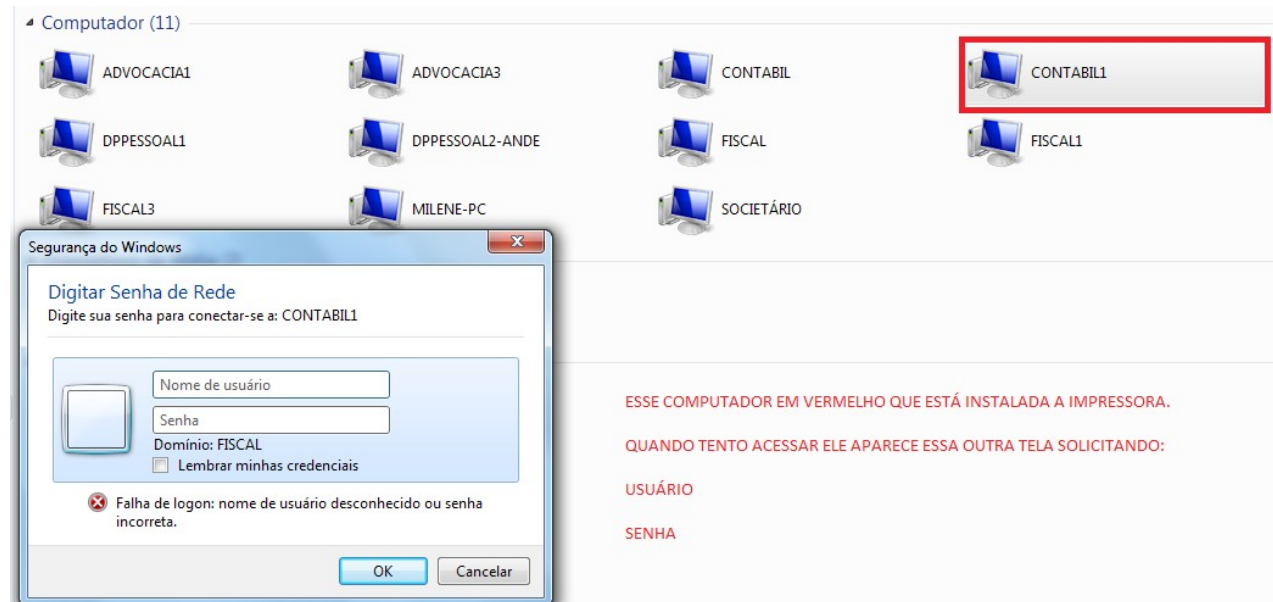 Computador (11)
ADVOCACIA1
ADVOCACIA3
CONTABIL
CONTABIL1
DPPESSOAL1
DPPESSOAL2-ANDE
FISCAL
FISCAL1
FISCAL3
MILENE-PC
SOCIETÁRIO
Segurança do Windows
Digitar Senha de Rede
Digite sua senha para conectar-se a: CONTABIL1
Nome de usuário
Senha
Domínio: FISCAL
Lembrar minhas credenciais
Falha de logon: nome de usuário desconhecido ou senha
incorreta.
OK
Cancelar
ESSE COMPUTADOR EM VERMELHO QUE ESTÁ INSTALADA A IMPRESSORA.
QUANDO TENTO ACESSAR ELE APARECE ESSA OUTRA TELA SOLICITANDO:
USUÁRIO
SENHA